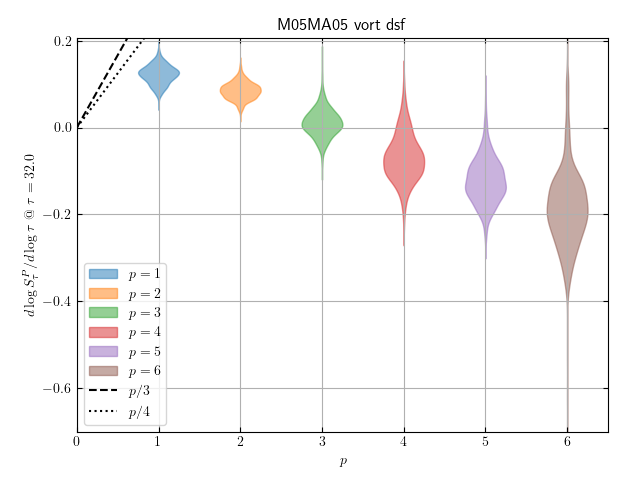 M05MA05 vort dsf
0.2
0.0
−0.2
−0.4
−0.6
d log S_τ^P / d log τ @ τ = 32.0
p = 1
p = 2
p = 3
p = 4
p = 5
p = 6
p/3
p/4
0 1 2 3 4 5 6
p